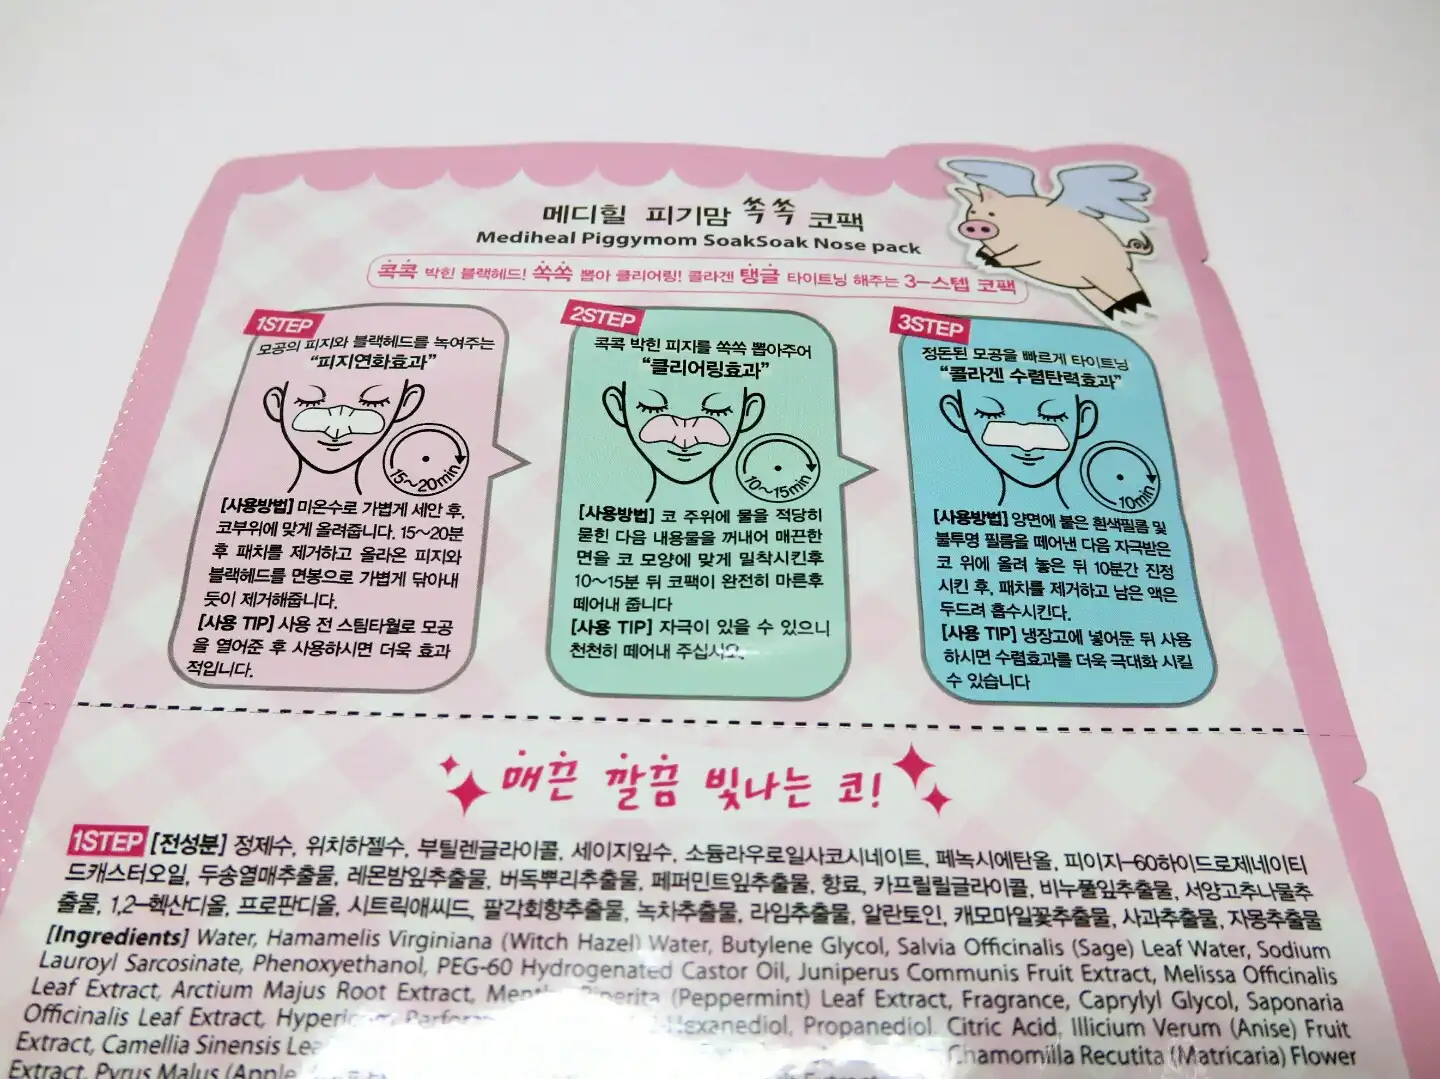 메디힐 피기맘 쏙쏙 코팩
Mediheal Piggymom SoakSoak Nose pack
콕콕 박힌 블랙헤드! 쏙쏙 뽑아 클리어링! 콜라겐 탱글 타이트닝 해주는 3-스텝 코팩
1STEP
모공의 피지와 블랙헤드를 녹여주는
“피지연화효과”
15~20min
[사용방법] 미온수로 가볍게 세안 후,
코부위에 맞게 올려줍니다. 15~20분
후 패치를 제거하고 올라온 피지와
블랙헤드를 면봉으로 가볍게 닦아내
듯이 제거해줍니다.
[사용 TIP] 사용 전 스팀타월로 모공
을 열어준 후 사용하시면 더욱 효과
적입니다.
2STEP
콕콕 박힌 피지를 쏙쏙 뽑아주어
“클리어링효과”
10~15min
[사용방법] 코 주위에 물을 적당히
묻힌 다음 내용물을 꺼내어 매끈한
면을 코 모양에 맞게 밀착시킨후
10~15분 뒤 코팩이 완전히 마른후
떼어내 줍니다
[사용 TIP] 자극이 있을 수 있으니
천천히 떼어내 주십시오.
3STEP
정돈된 모공을 빠르게 타이트닝
“콜라겐 수렴탄력효과”
10min
[사용방법] 양면에 붙은 흰색필름 및
불투명 필름을 떼어낸 다음 자극받은
코 위에 올려 놓은 뒤 10분간 진정
시킨 후, 패치를 제거하고 남은 액은
두드려 흡수시킨다.
[사용 TIP] 냉장고에 넣어둔 뒤 사용
하시면 수렴효과를 더욱 극대화 시킬
수 있습니다
매끈 깔끔 빛나는 코!
1STEP [전성분] 정제수, 위치하젤수, 부틸렌글라이콜, 세이지잎수, 소듐라우로일사코시네이트, 페녹시에탄올, 피이지-60하이드로제네이티
드캐스터오일, 두송열매추출물, 레몬밤잎추출물, 버독뿌리추출물, 페퍼민트잎추출물, 향료, 카프릴릴글라이콜, 비누풀잎추출물, 서양고추나물추
출물, 1,2-헥산디올, 프로판디올, 시트릭애씨드, 팔각회향추출물, 녹차추출물, 라임추출물, 알란토인, 캐모마일꽃추출물, 사과추출물, 자몽추출물
[Ingredients] Water, Hamamelis Virginiana (Witch Hazel) Water, Butylene Glycol, Salvia Officinalis (Sage) Leaf Water, Sodium
Lauroyl Sarcosinate, Phenoxyethanol, PEG-60 Hydrogenated Castor Oil, Juniperus Communis Fruit Extract, Melissa Officinalis
Leaf Extract, Arctium Majus Root Extract, Mentha Piperita (Peppermint) Leaf Extract, Fragrance, Caprylyl Glycol, Saponaria
Officinalis Leaf Extract, Hexanediol, Propanediol, Citric Acid, Illicium Verum (Anise) Fruit
Extract, Camellia Sinensis Chamomilla Recutita (Matricaria) Flower
Extract, Pyrus Malus (Apple